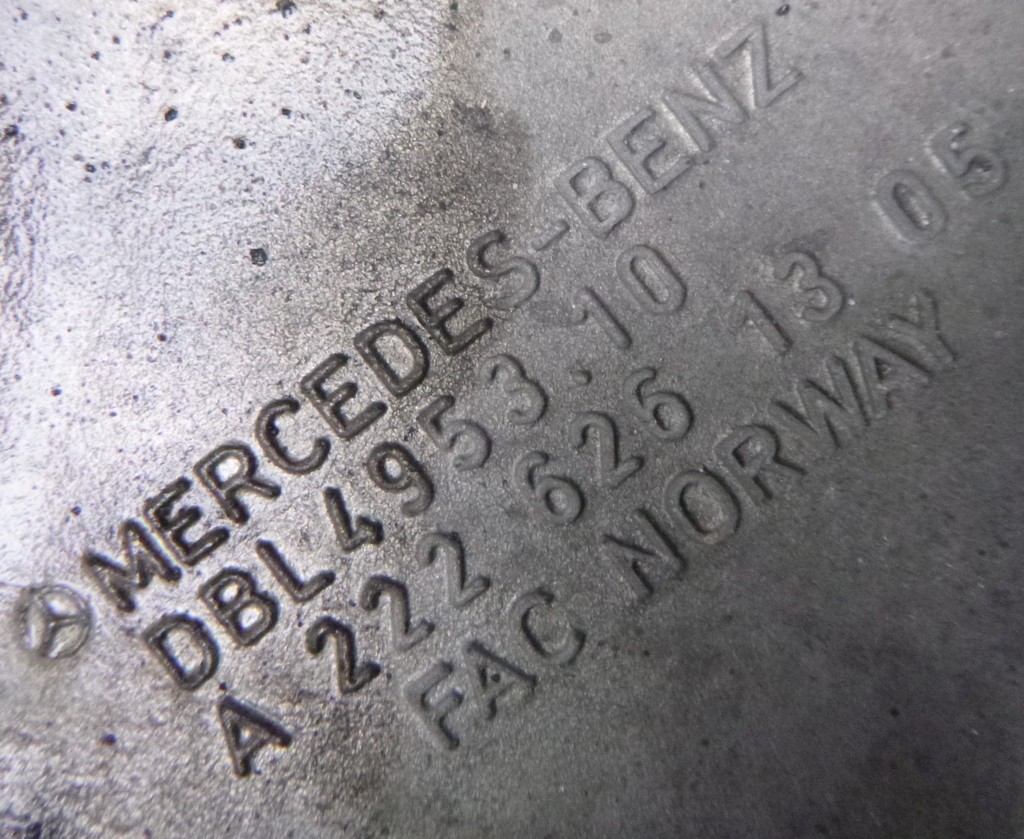 MERCEDES-BENZ
DBL4953.10
A 222 626 13 05
FAC NORWAY